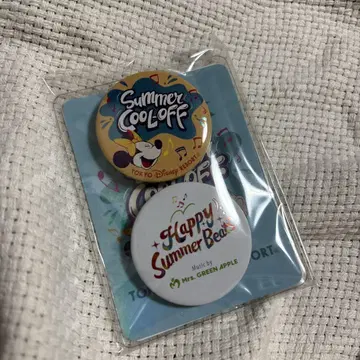 Summer
COOL-OFF
TOKYO Disney RESORT
Happy
Summer Beat
Music by
Mrs. GREEN APPLE